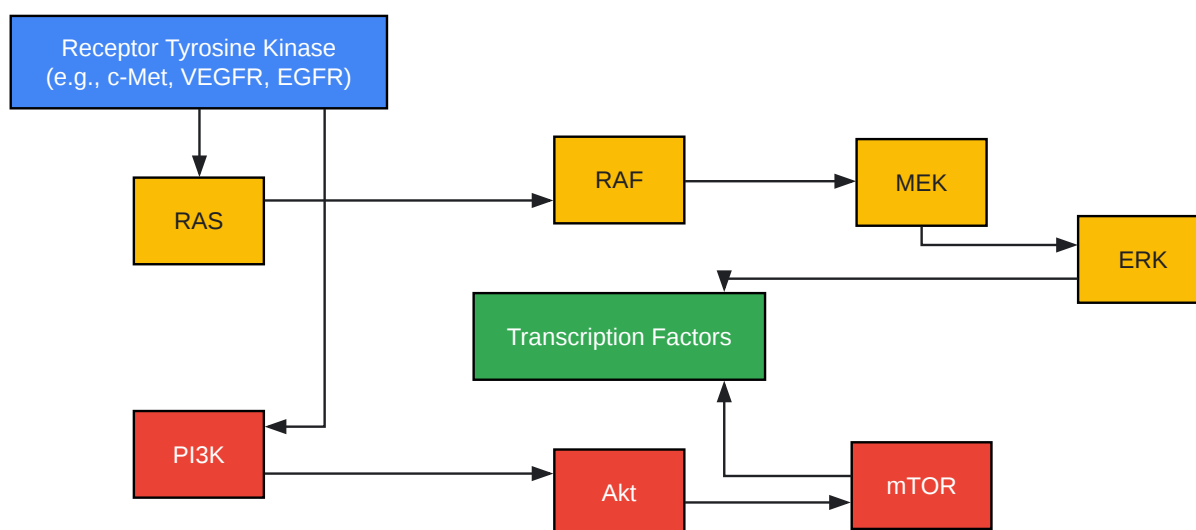 Receptor Tyrosine Kinase
(e.g., c-Met, VEGFR, EGFR)
RAS
RAF
MEK
ERK
Transcription Factors
PI3K
Akt
mTOR